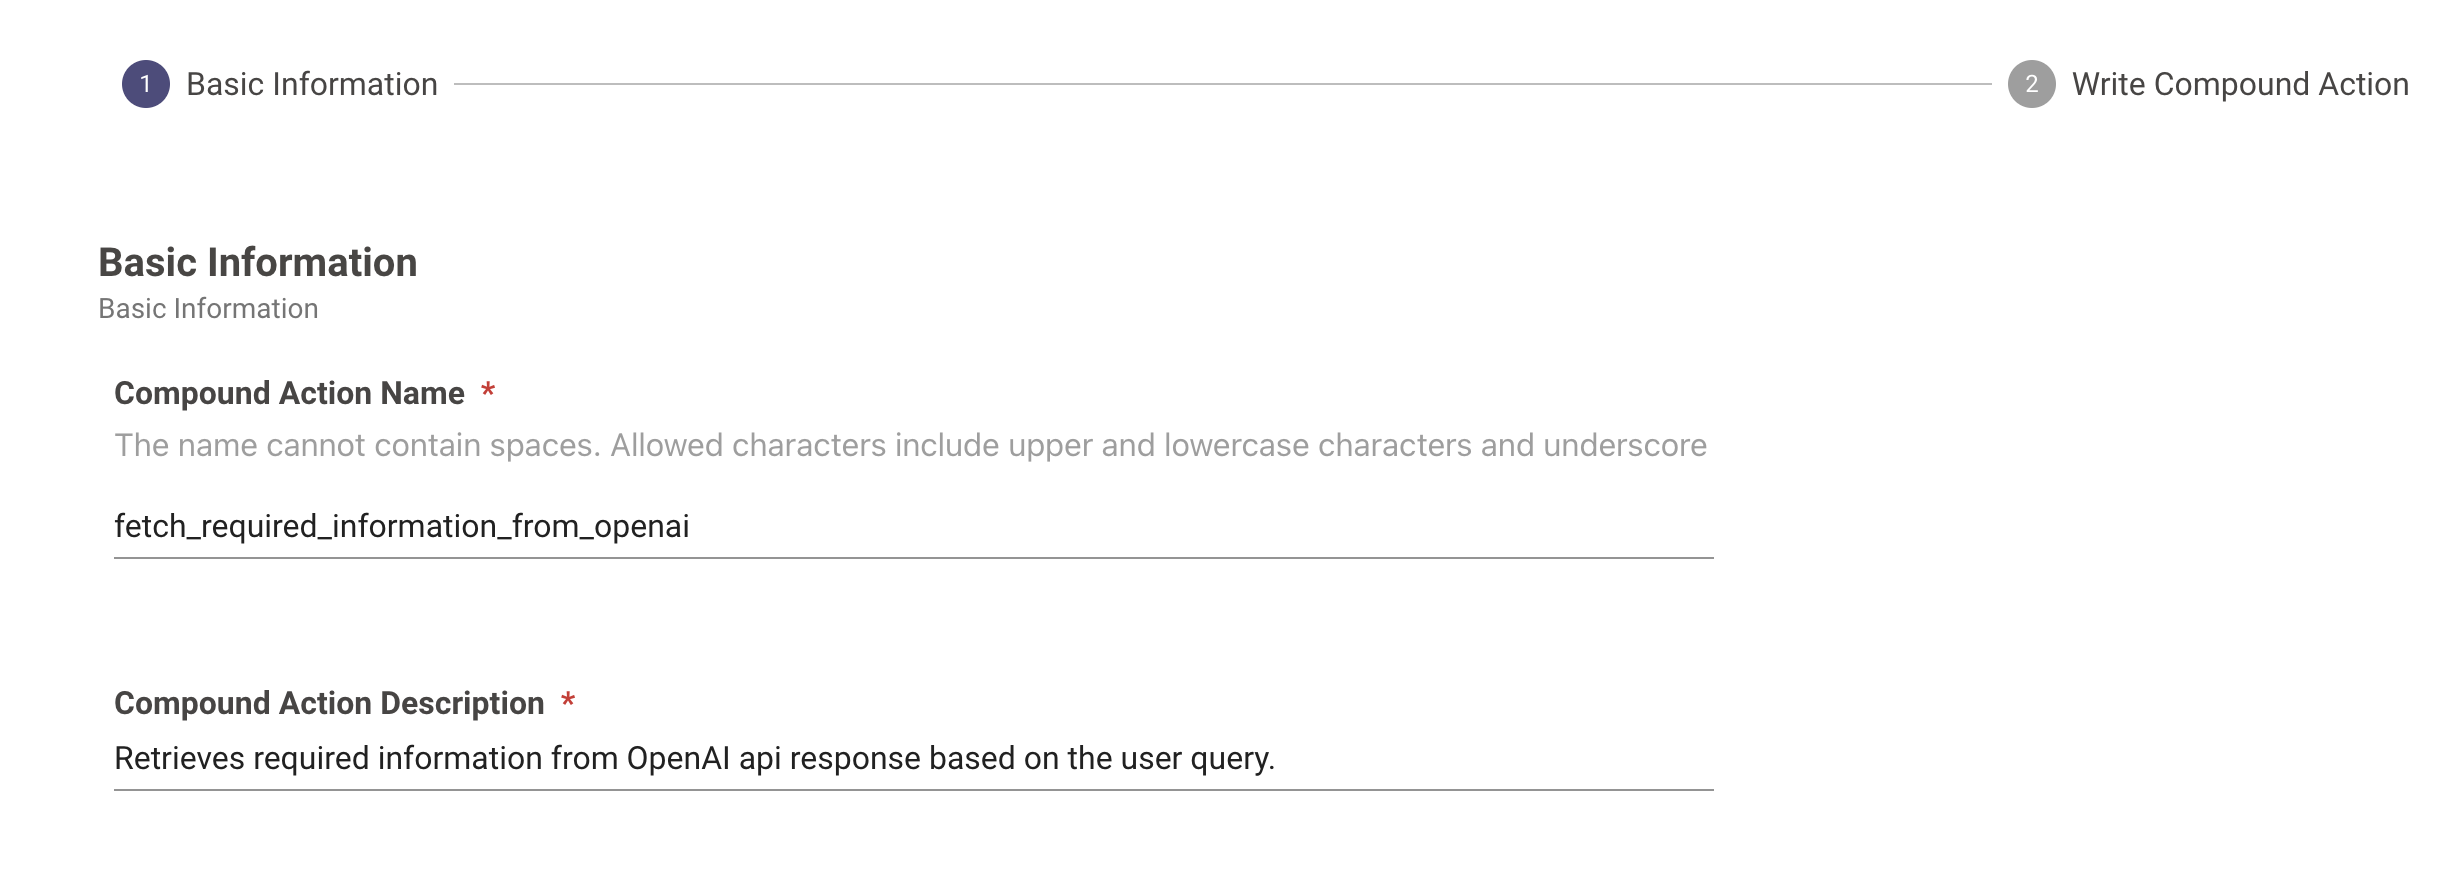 1 Basic Information
2 Write Compound Action
Basic Information
Basic Information
Compound Action Name *
The name cannot contain spaces. Allowed characters include upper and lowercase characters and underscore
fetch_required_information_from_openai
Compound Action Description *
Retrieves required information from OpenAI api response based on the user query.